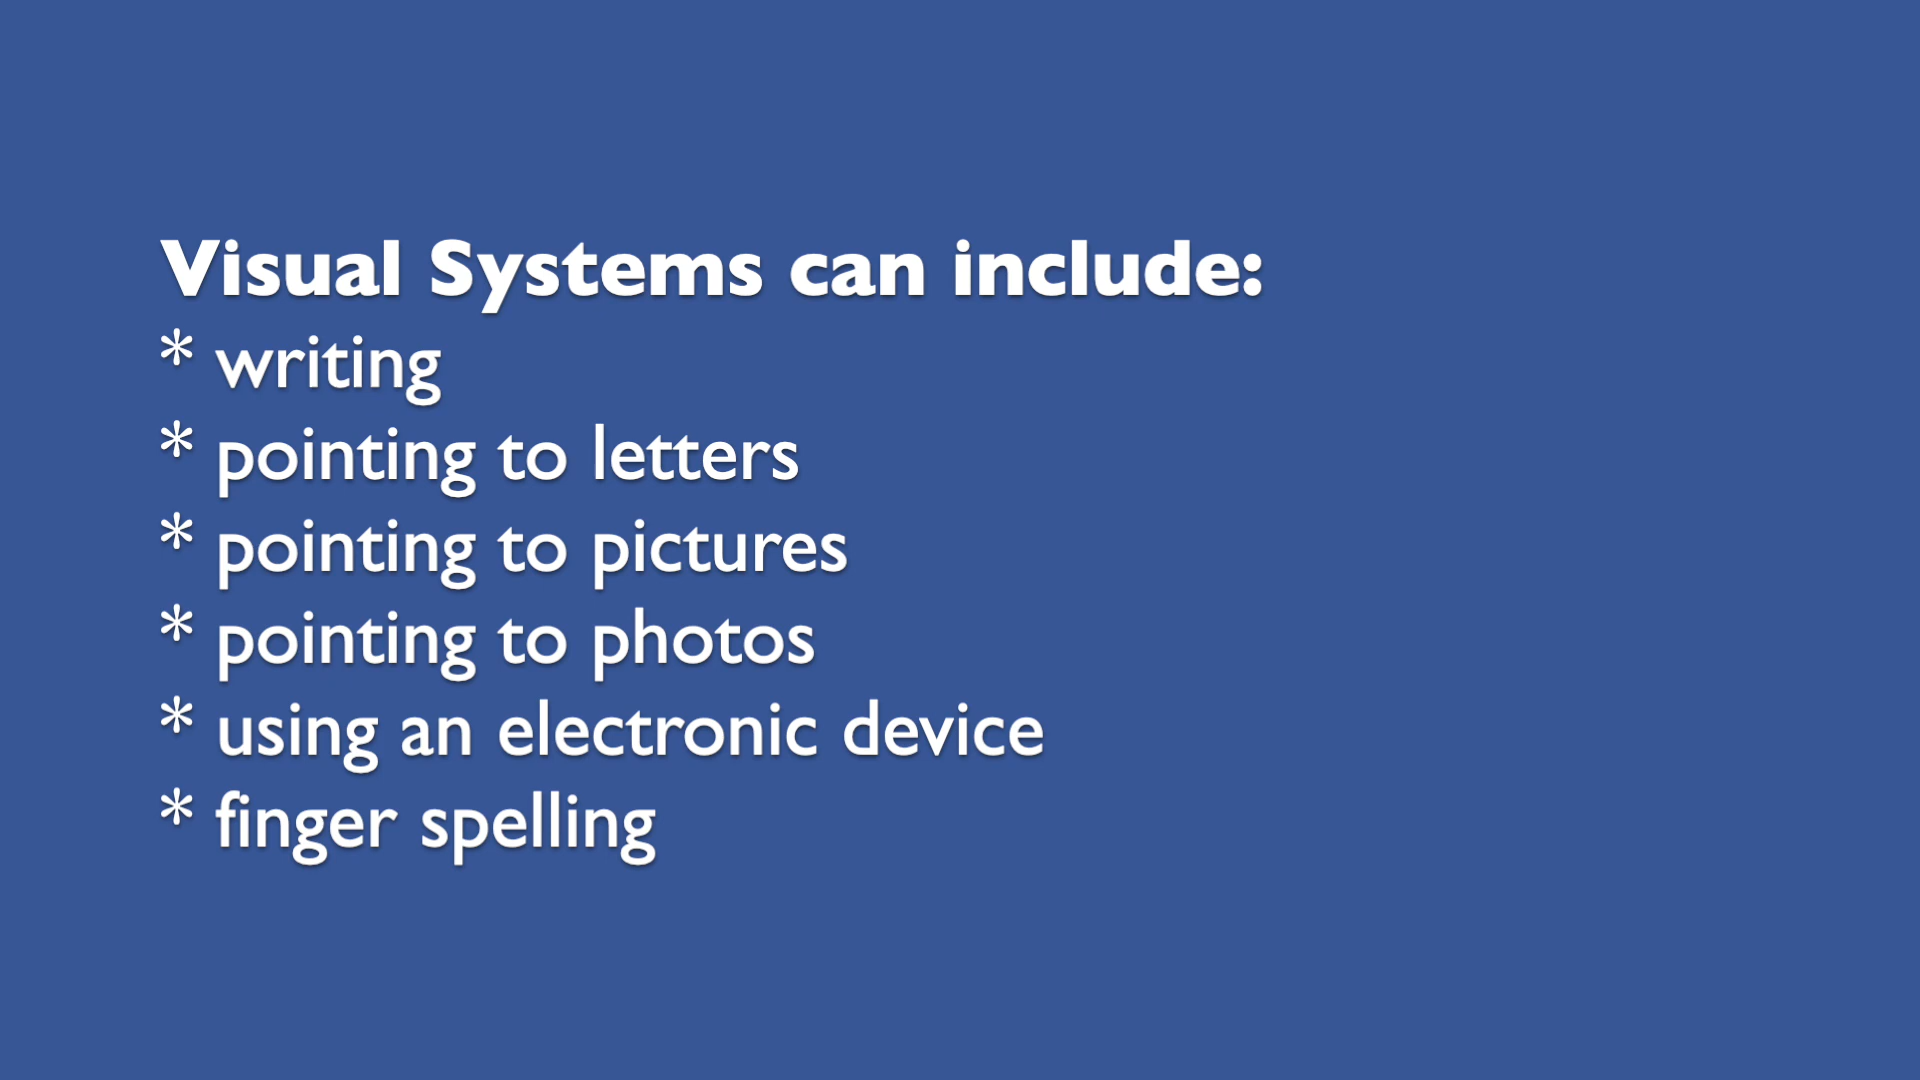 Visual Systems can include:
* writing
* pointing to letters
* pointing to pictures
* pointing to photos
* using an electronic device
* finger spelling